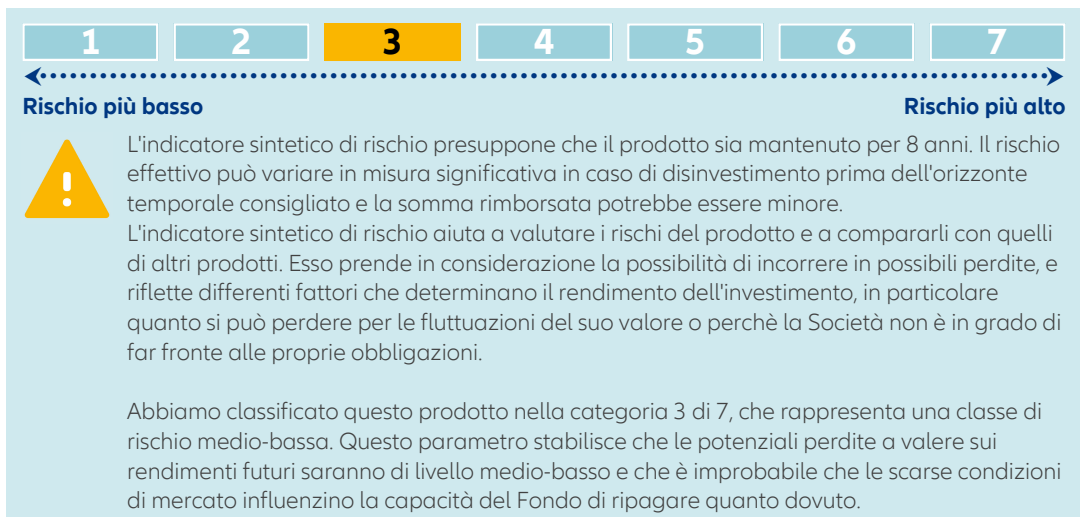 1 2 3 4 5 6 7
Rischio più basso Rischio più alto
L'indicatore sintetico di rischio presuppone che il prodotto sia mantenuto per 8 anni. Il rischio
effettivo può variare in misura significativa in caso di disinvestimento prima dell'orizzonte
temporale consigliato e la somma rimborsata potrebbe essere minore.
L'indicatore sintetico di rischio aiuta a valutare i rischi del prodotto e a compararli con quelli
di altri prodotti. Esso prende in considerazione la possibilità di incorrere in possibili perdite, e
riflette differenti fattori che determinano il rendimento dell'investimento, in particolare
quanto si può perdere per le fluttuazioni del suo valore o perchè la Società non è in grado di
far fronte alle proprie obbligazioni.
Abbiamo classificato questo prodotto nella categoria 3 di 7, che rappresenta una classe di
rischio medio-bassa. Questo parametro stabilisce che le potenziali perdite a valere sui
rendimenti futuri saranno di livello medio-basso e che è improbabile che le scarse condizioni
di mercato influenzino la capacità del Fondo di ripagare quanto dovuto.